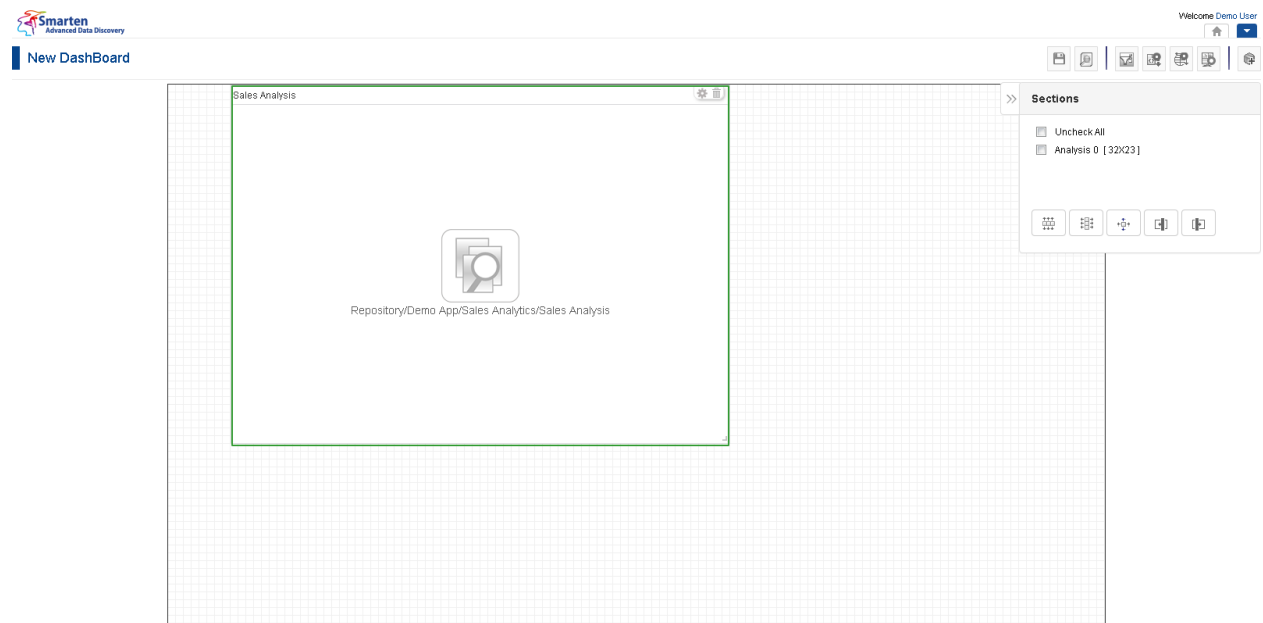 Smarten
Advanced Data Discovery
Welcome Demo User
New DashBoard
Sales Analysis
Repository/Demo App/Sales Analytics/Sales Analysis
Sections
Uncheck All
Analysis 0 [ 32X23 ]